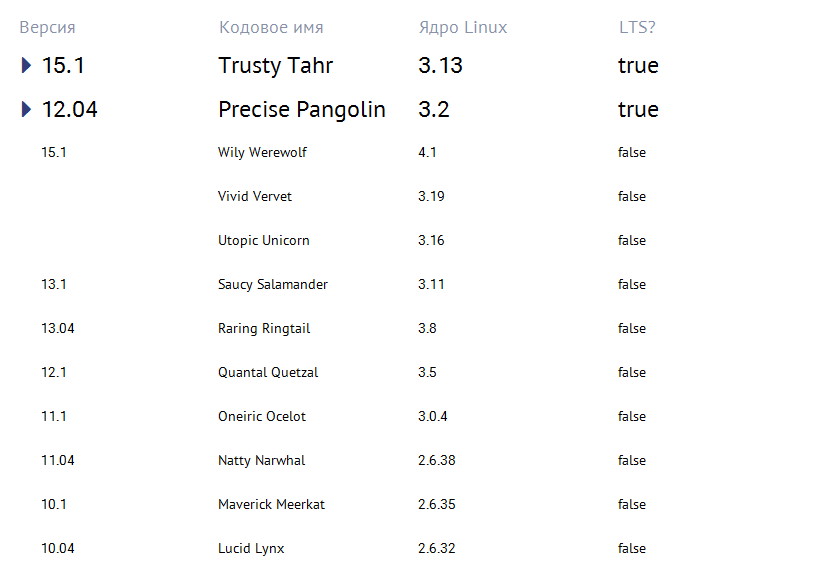 Версия Кодовое имя Ядро Linux LTS?
15.1 Trusty Tahr 3.13 true
12.04 Precise Pangolin 3.2 true
15.1 Wily Werewolf 4.1 false
Vivid Vervet 3.19 false
Utopic Unicorn 3.16 false
13.1 Saucy Salamander 3.11 false
13.04 Raring Ringtail 3.8 false
12.1 Quantal Quetzal 3.5 false
11.1 Oneiric Ocelot 3.0.4 false
11.04 Natty Narwhal 2.6.38 false
10.1 Maverick Meerkat 2.6.35 false
10.04 Lucid Lynx 2.6.32 false